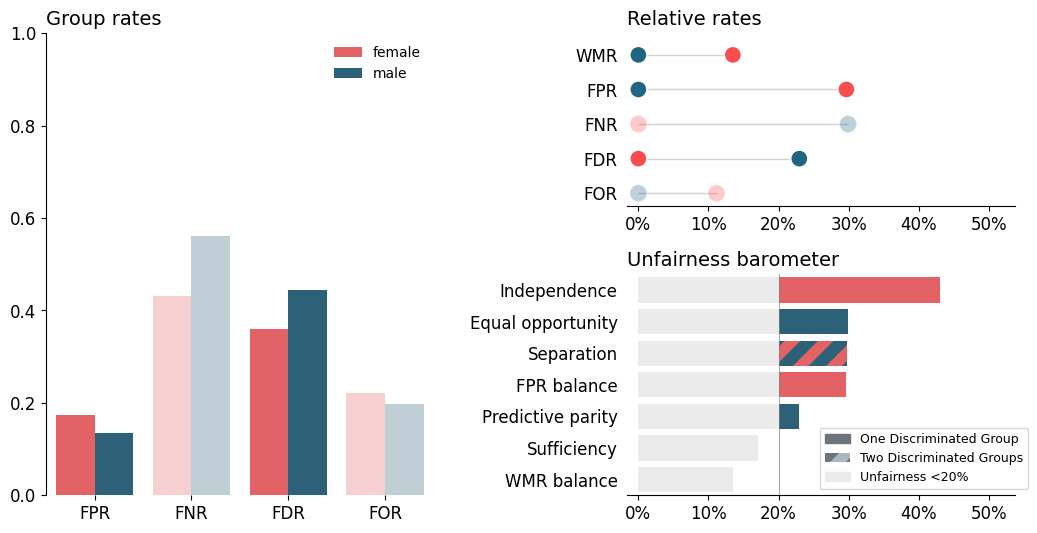 Group rates
1.0
0.8
0.6
0.4
0.2
0.0
female
male
FPR
FNR
FDR
FOR
Relative rates
WMR
FPR
FNR
FDR
FOR
0% 10% 20% 30% 40% 50%
Unfairness barometer
Independence
Equal opportunity
Separation
FPR balance
Predictive parity
Sufficiency
WMR balance
One Discriminated Group
Two Discriminated Groups
Unfairness <20%
0% 10% 20% 30% 40% 50%